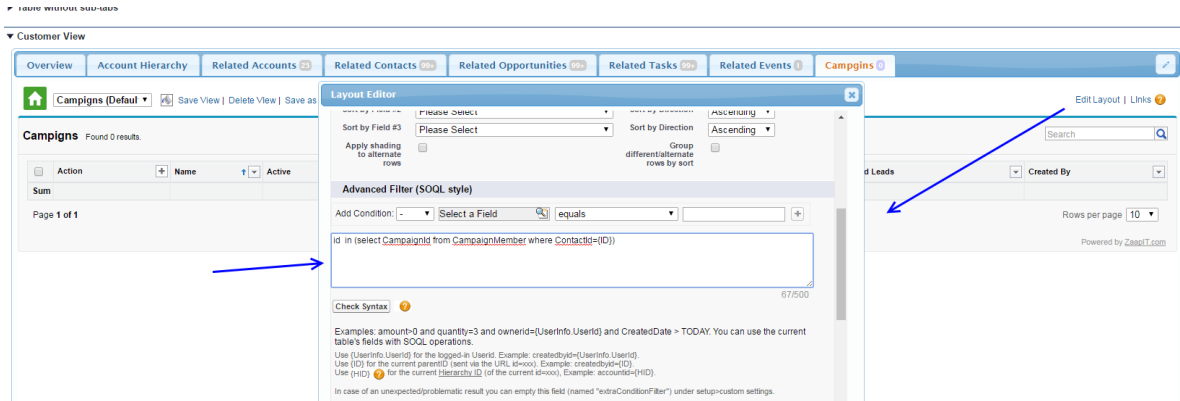 ▶ Table without sub-tabs
▼ Customer View
Overview Account Hierarchy Related Accounts 25 Related Contacts 99+ Related Opportunities 99+ Related Tasks 99+ Related Events Campgins 0
Campigns (Defaul ▼ Save View | Delete View | Save as
Edit Layout | LInks ?
Campigns Found 0 results.
Search
Action + Name Active
d Leads Created By
Sum
Page 1 of 1
Rows per page 10 ▼
Powered by ZaapIT.com
Layout Editor
Sort by Field #2 Please Select Sort by Direction Ascending
Sort by Field #3 Please Select Sort by Direction Ascending
Apply shading
to alternate
rows
Group
different/alternate
rows by sort
Advanced Filter (SOQL style)
Add Condition: - Select a Field equals +
id in (select CampaignId from CampaignMember where ContactId={ID})
67/500
Check Syntax ?
Examples: amount>0 and quantity=3 and ownerid={UserInfo.UserId} and CreatedDate > TODAY. You can use the current
table's fields with SOQL operations.
Use {UserInfo.UserId} for the logged-in Userid. Example: createdbyid={UserInfo.UserId}.
Use {ID} for the current parentID (sent via the URL id=xxx). Example: createdbyid={ID}.
Use {HID} ? for the current Hierarchy ID (of the current id=xxx), Example: accountid={HID}.
In case of an unexpected/problematic result you can empty this field (named "extraConditionFilter") under setup>custom settings.